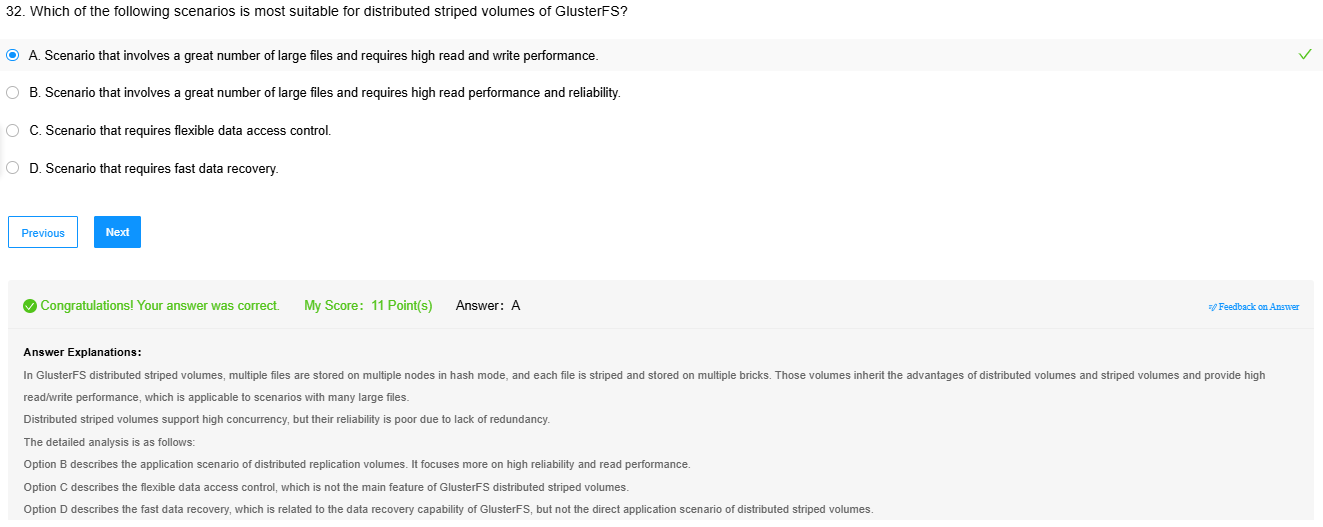 32. Which of the following scenarios is most suitable for distributed striped volumes of GlusterFS?
A. Scenario that involves a great number of large files and requires high read and write performance.
B. Scenario that involves a great number of large files and requires high read performance and reliability.
C. Scenario that requires flexible data access control.
D. Scenario that requires fast data recovery.
Previous Next
Congratulations! Your answer was correct. My Score: 11 Point(s) Answer: A Feedback on Answer
Answer Explanations:
In GlusterFS distributed striped volumes, multiple files are stored on multiple nodes in hash mode, and each file is striped and stored on multiple bricks. Those volumes inherit the advantages of distributed volumes and striped volumes and provide high
read/write performance, which is applicable to scenarios with many large files.
Distributed striped volumes support high concurrency, but their reliability is poor due to lack of redundancy.
The detailed analysis is as follows:
Option B describes the application scenario of distributed replication volumes. It focuses more on high reliability and read performance.
Option C describes the flexible data access control, which is not the main feature of GlusterFS distributed striped volumes.
Option D describes the fast data recovery, which is related to the data recovery capability of GlusterFS, but not the direct application scenario of distributed striped volumes.